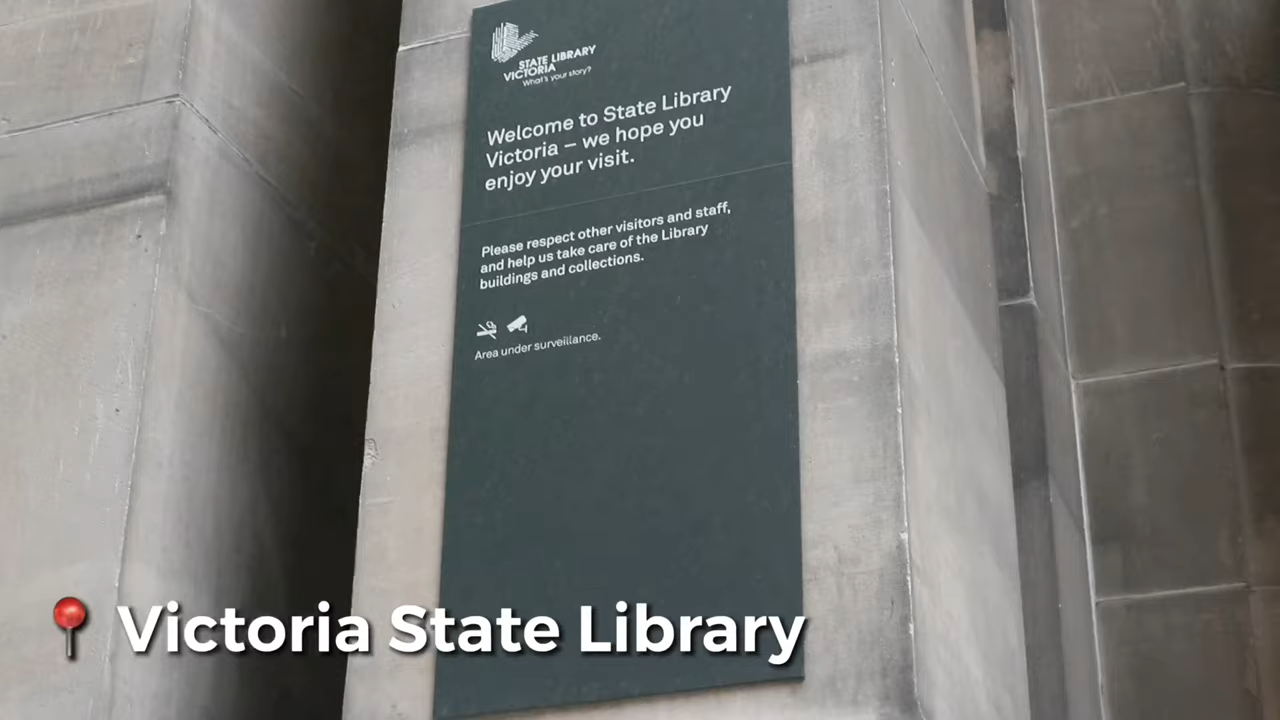 STATE LIBRARY
VICTORIA
What's your story?
Welcome to State Library
Victoria – we hope you
enjoy your visit.
Please respect other visitors and staff,
and help us take care of the Library
buildings and collections.
Area under surveillance.
Victoria State Library